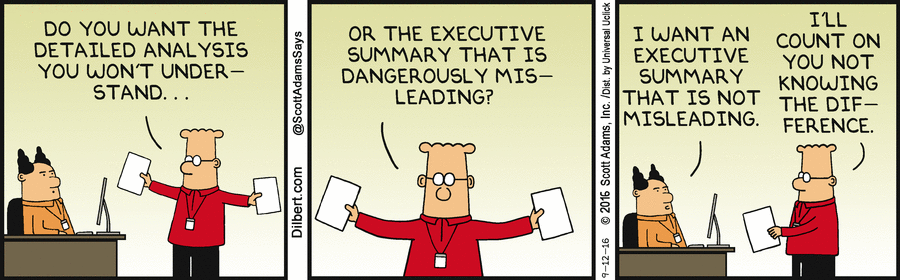 DO YOU WANT THE
DETAILED ANALYSIS
YOU WON'T UNDER-
STAND...
Dilbert.com @ScottAdamsSays
OR THE EXECUTIVE
SUMMARY THAT IS
DANGEROUSLY MIS-
LEADING?
9-12-16 © 2016 Scott Adams, Inc. /Dist. by Universal Uclick
I WANT AN
EXECUTIVE
SUMMARY
THAT IS NOT
MISLEADING.
I'LL
COUNT ON
YOU NOT
KNOWING
THE DIF-
FERENCE.